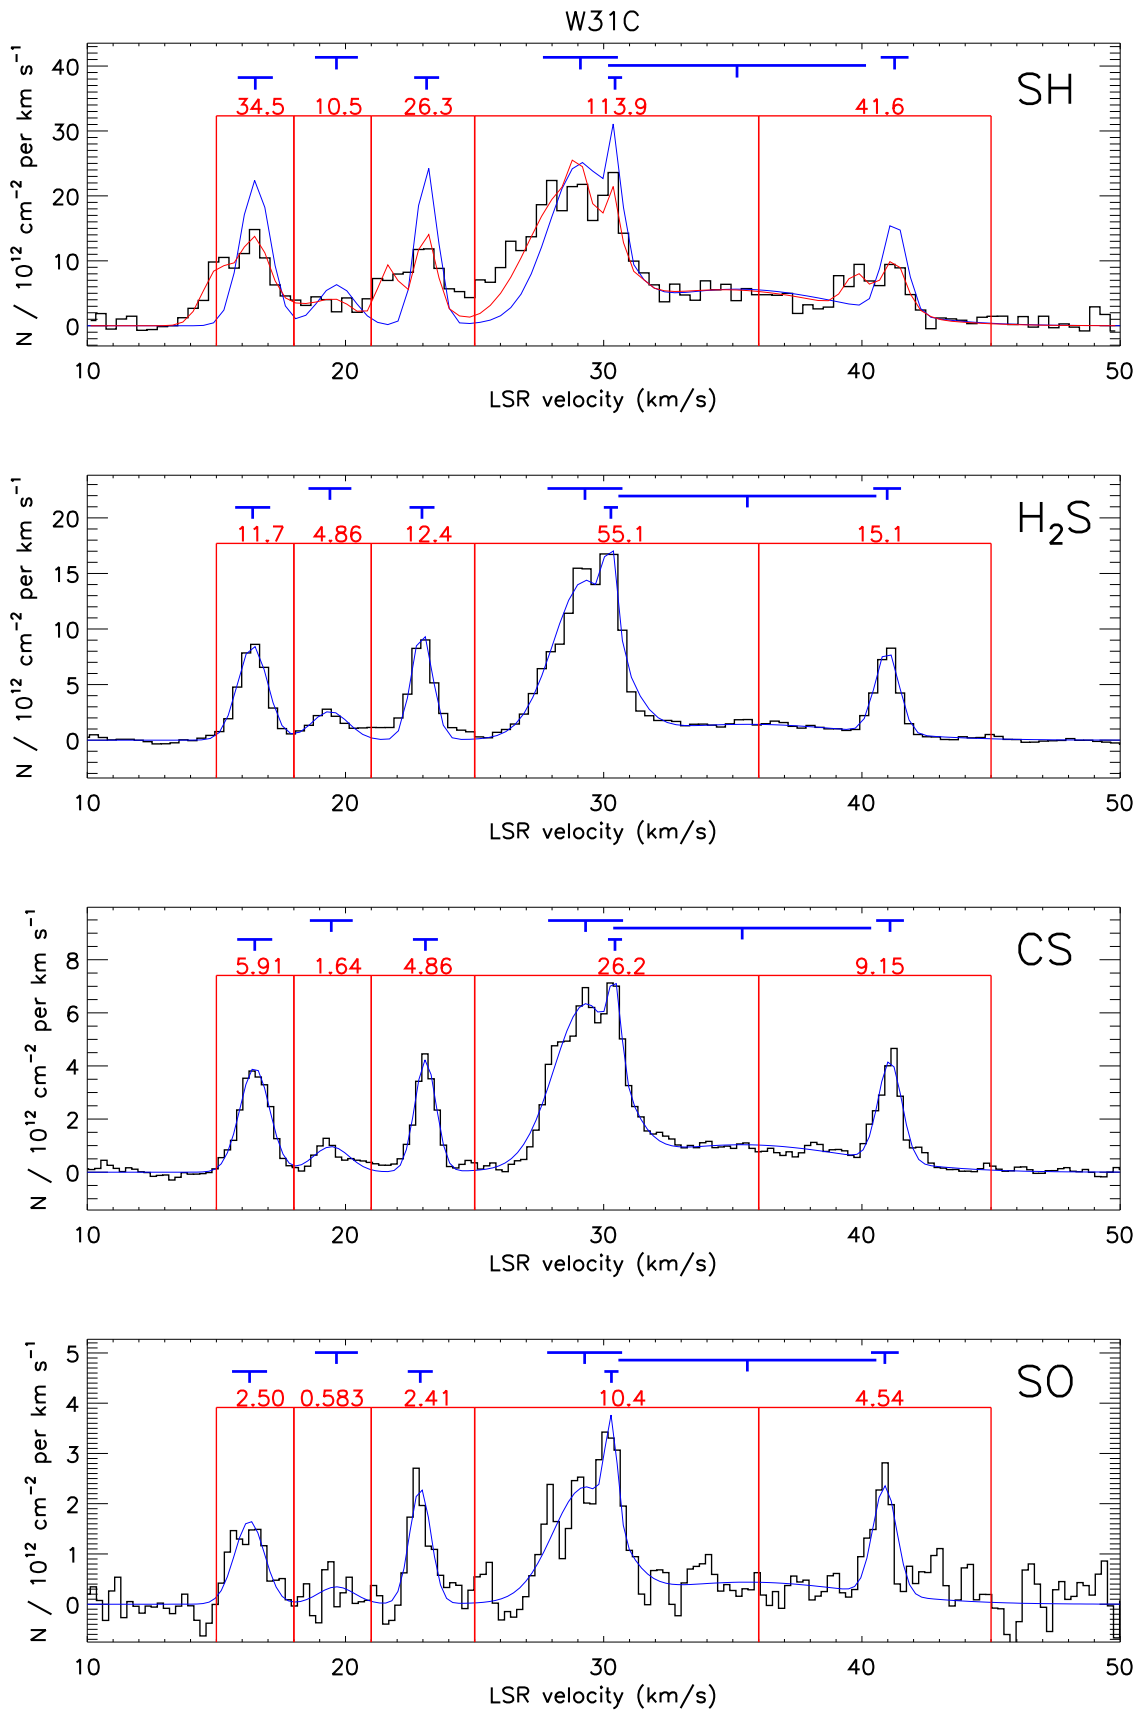 W31C
N / 10¹² cm⁻² per km s⁻¹
SH
34.5 10.5 26.3 113.9 41.6
40
30
20
10
0
10 20 30 40 50
LSR velocity (km/s)
N / 10¹² cm⁻² per km s⁻¹
H₂S
11.7 4.86 12.4 55.1 15.1
20
15
10
5
0
10 20 30 40 50
LSR velocity (km/s)
N / 10¹² cm⁻² per km s⁻¹
CS
5.91 1.64 4.86 26.2 9.15
8
6
4
2
0
10 20 30 40 50
LSR velocity (km/s)
N / 10¹² cm⁻² per km s⁻¹
SO
2.50 0.583 2.41 10.4 4.54
5
4
3
2
1
0
10 20 30 40 50
LSR velocity (km/s)